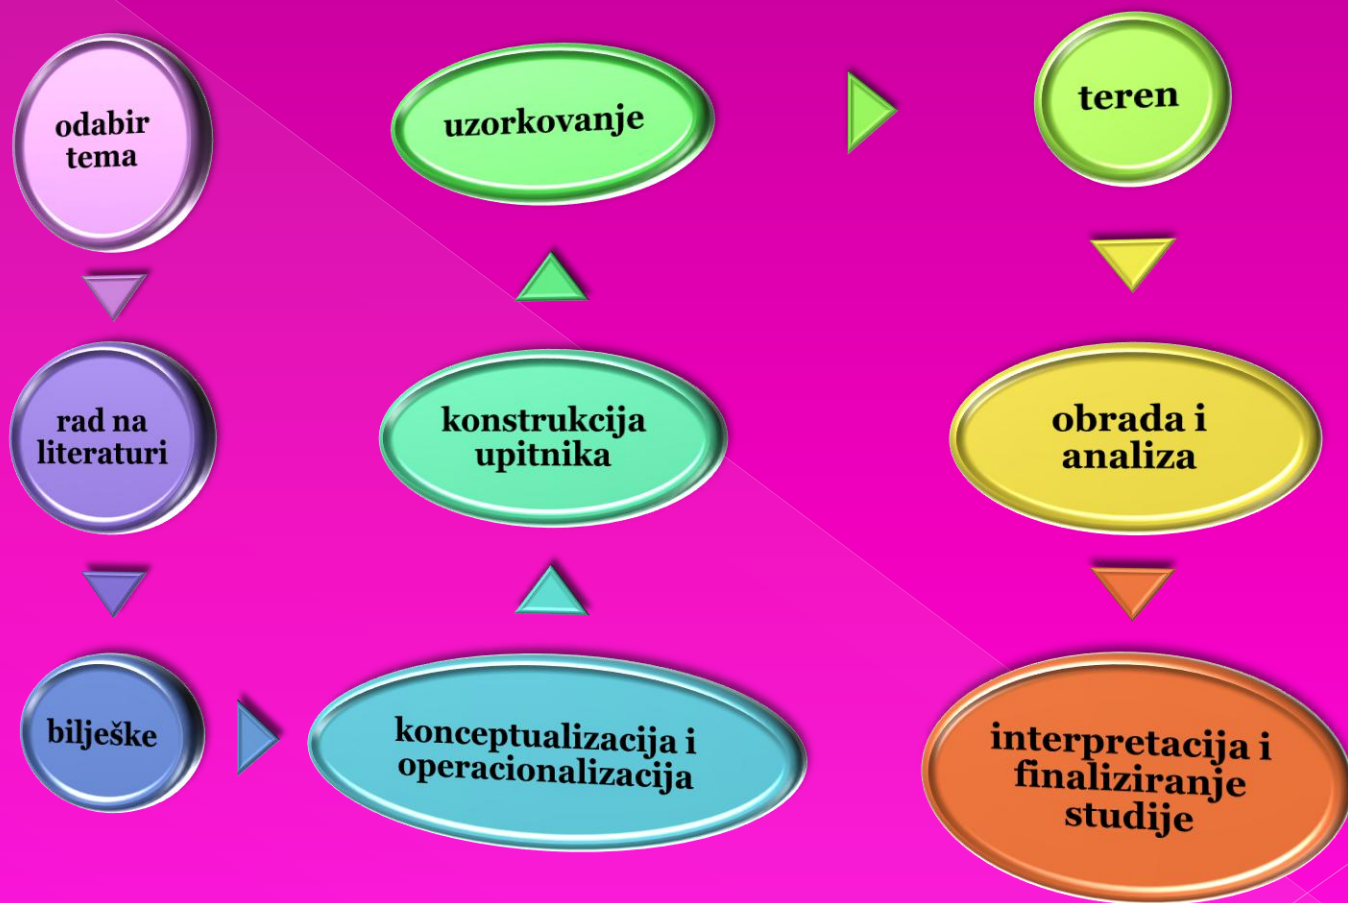 odabir
tema
rad na
literaturi
bilješke
konceptualizacija i
operacionalizacija
konstrukcija
upitnika
uzorkovanje
teren
obrada i
analiza
interpretacija i
finaliziranje
studije